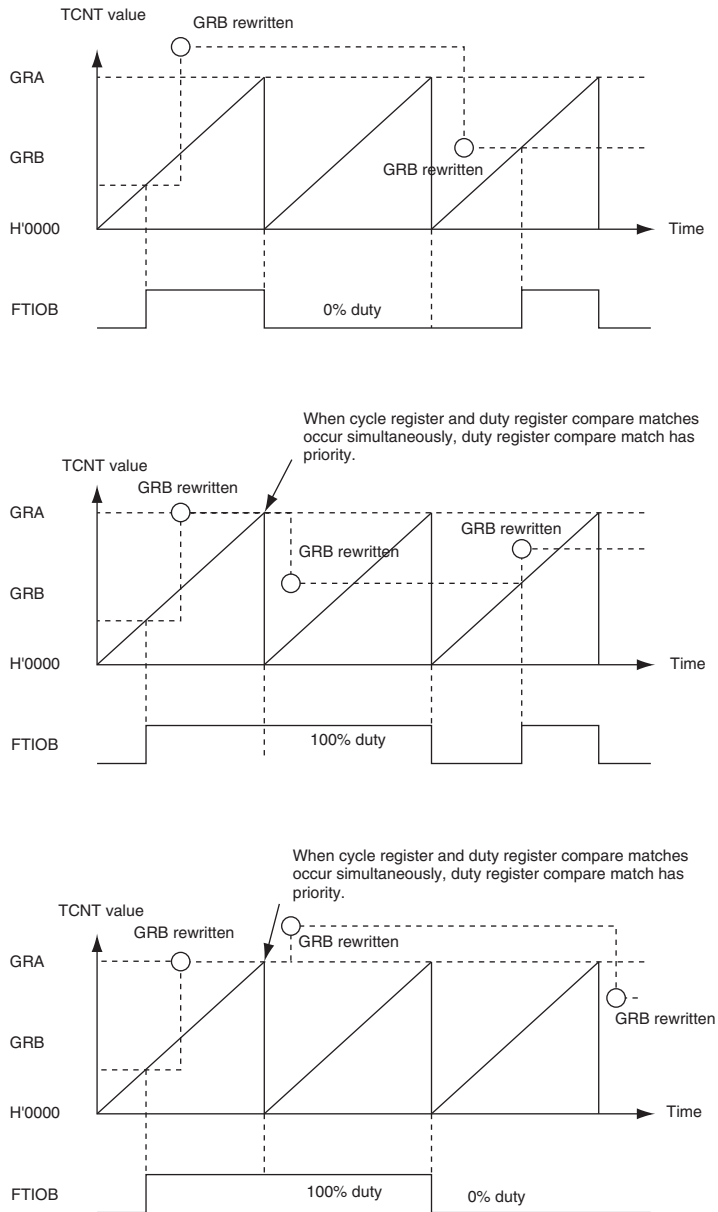 TCNT value
GRB rewritten
GRA
GRB
GRB rewritten
H'0000
Time
FTIOB
0% duty
When cycle register and duty register compare matches
occur simultaneously, duty register compare match has
priority.
TCNT value
GRB rewritten
GRA
GRB rewritten
GRB rewritten
GRB
H'0000
Time
FTIOB
100% duty
When cycle register and duty register compare matches
occur simultaneously, duty register compare match has
priority.
TCNT value
GRB rewritten
GRB rewritten
GRA
GRB rewritten
GRB
H'0000
Time
FTIOB
100% duty
0% duty